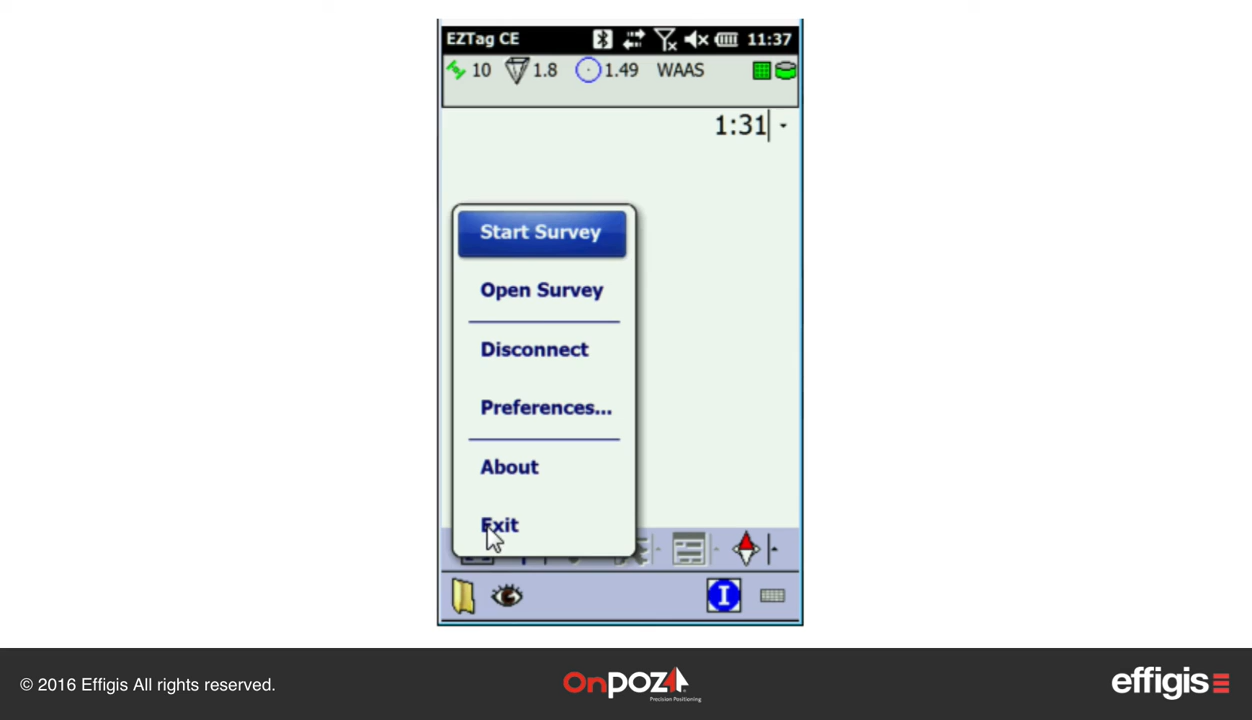 EZTag CE 11:37
10 1.8 1.49 WAAS
1:31
Start Survey
Open Survey
Disconnect
Preferences...
About
Exit
I
© 2016 Effigis All rights reserved.
Onpoz
Precision Positioning
effigis